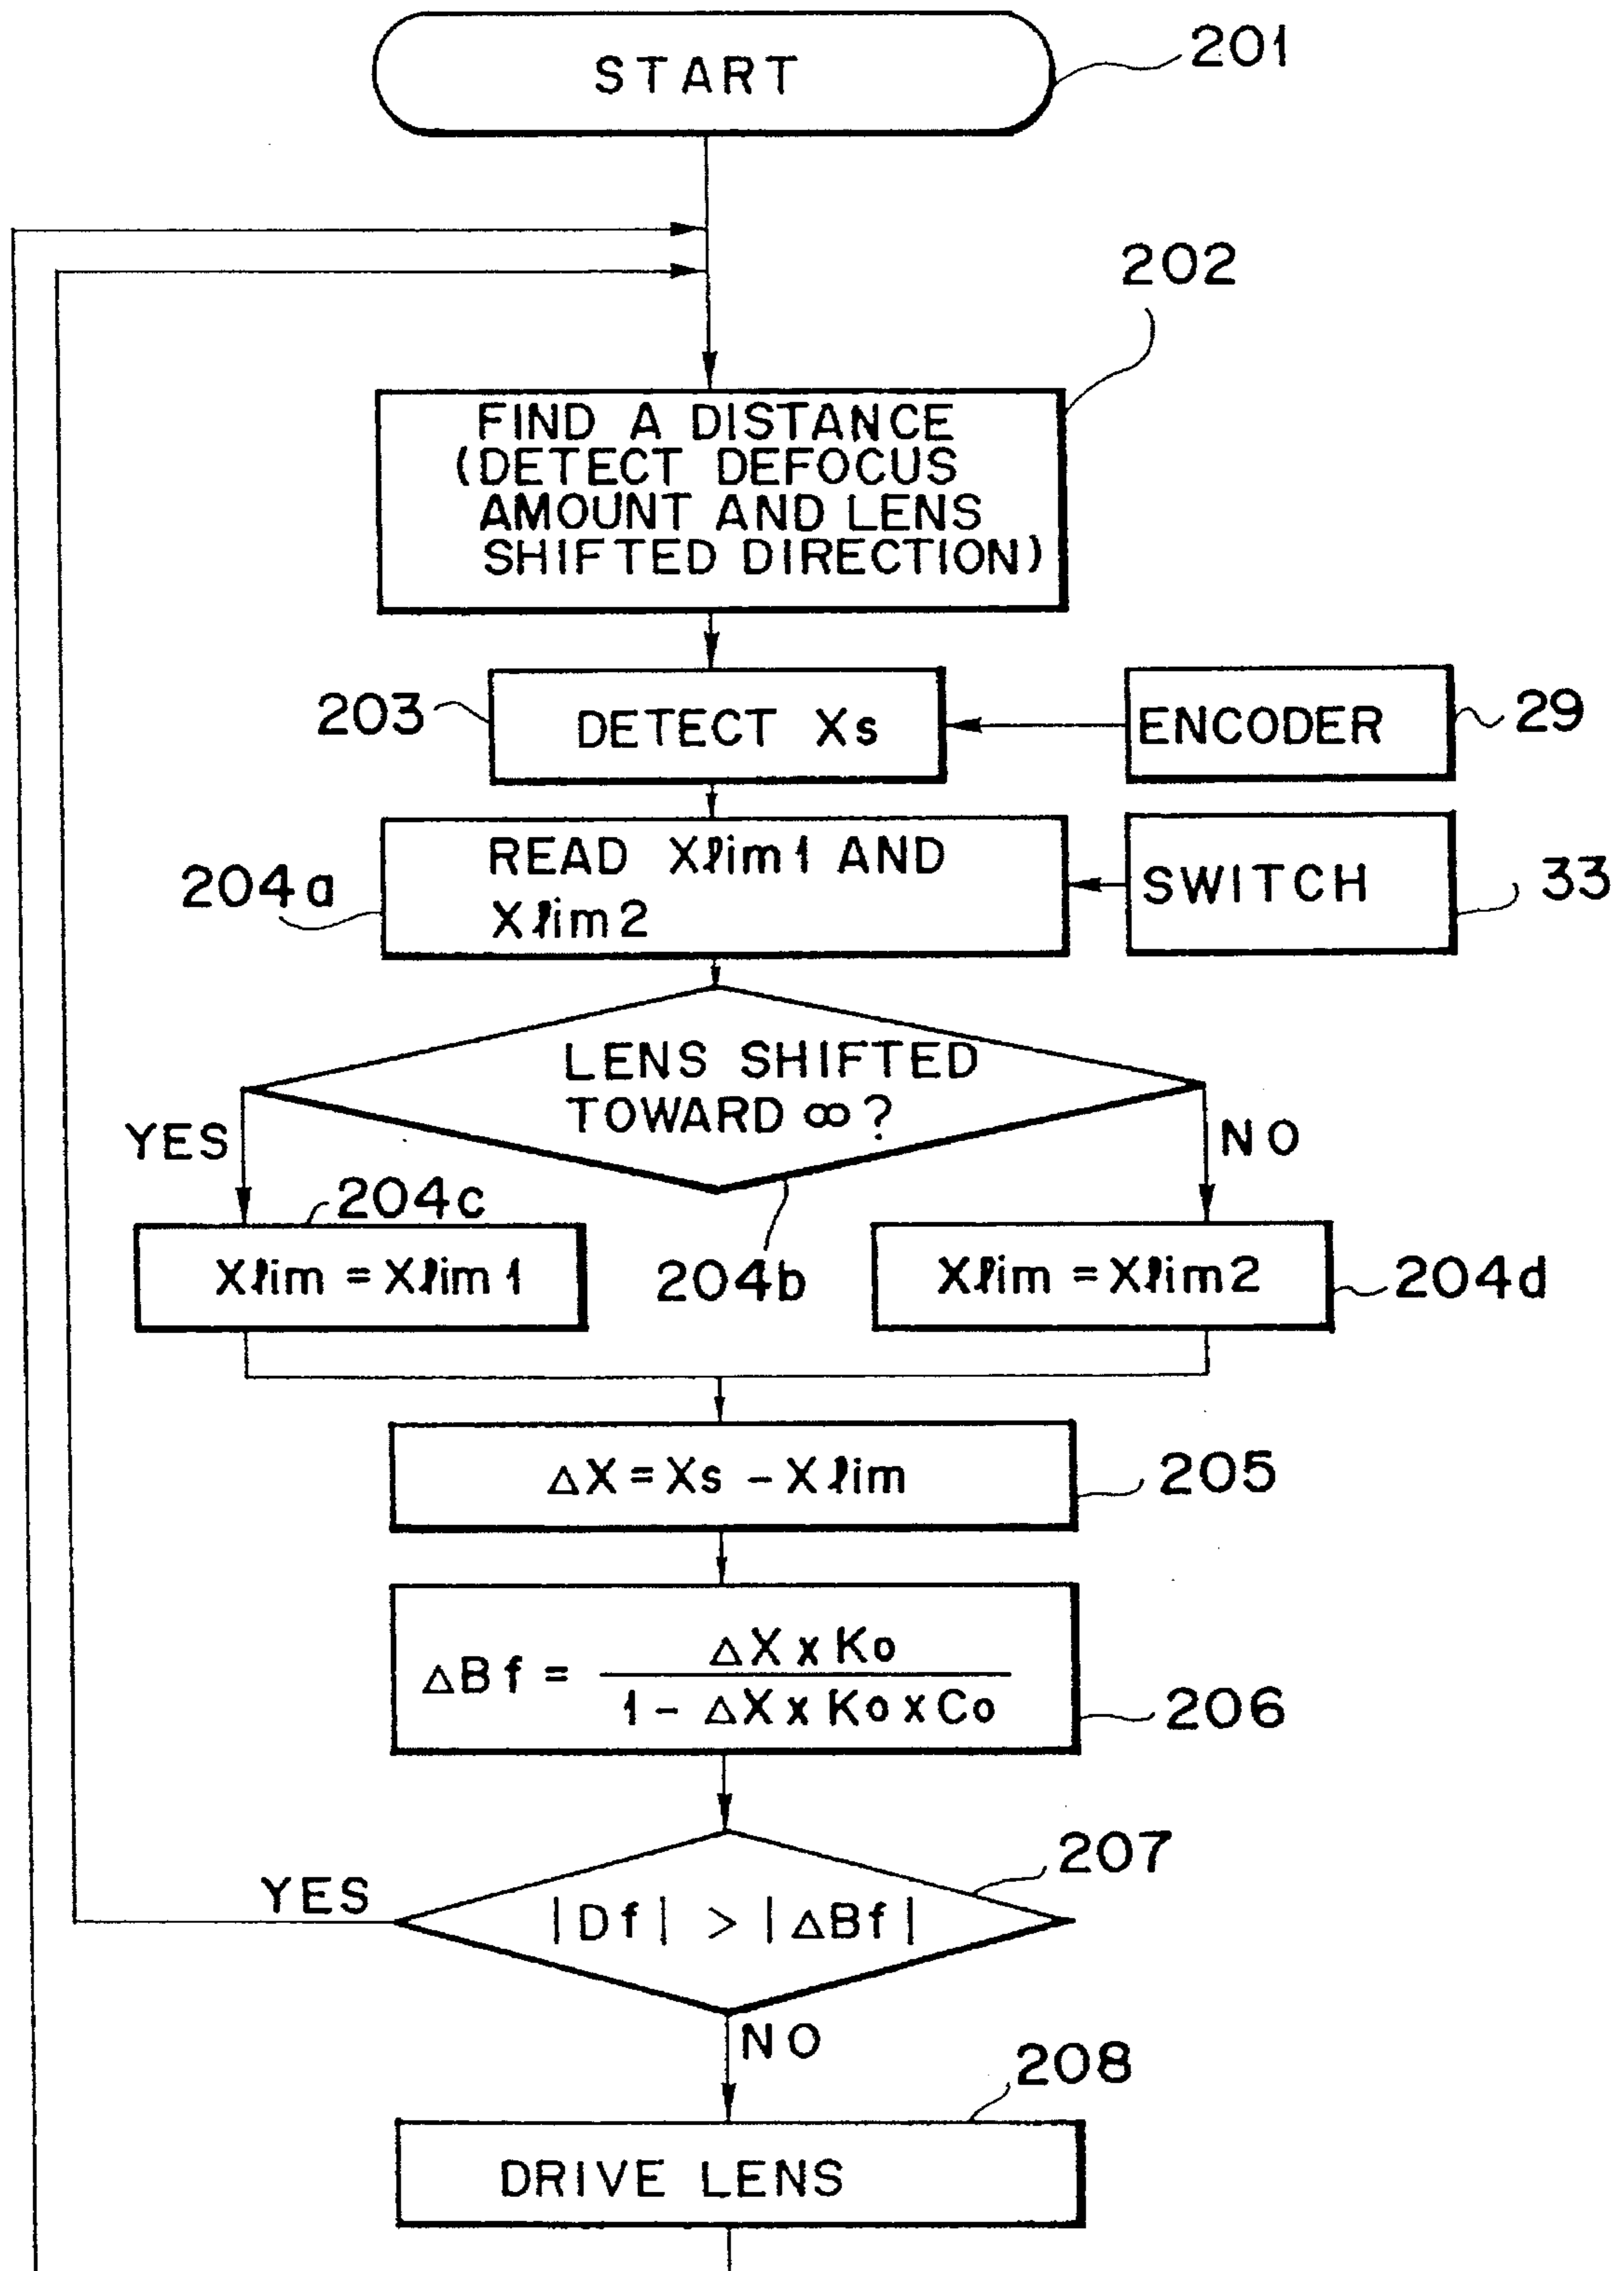 START
201
202
FIND A DISTANCE
(DETECT DEFOCUS
AMOUNT AND LENS
SHIFTED DIRECTION)
203
DETECT Xs
ENCODER
29
204a
READ Xlim1 AND
Xlim2
SWITCH
33
LENS SHIFTED
TOWARD ∞?
YES
NO
204c
204b
Xlim = Xlim1
Xlim = Xlim2
204d
ΔX = Xs - Xlim
205
ΔBf = ΔX x Ko
1 - ΔX x Ko x Co
206
207
YES
|Df| > |ΔBf|
NO
208
DRIVE LENS